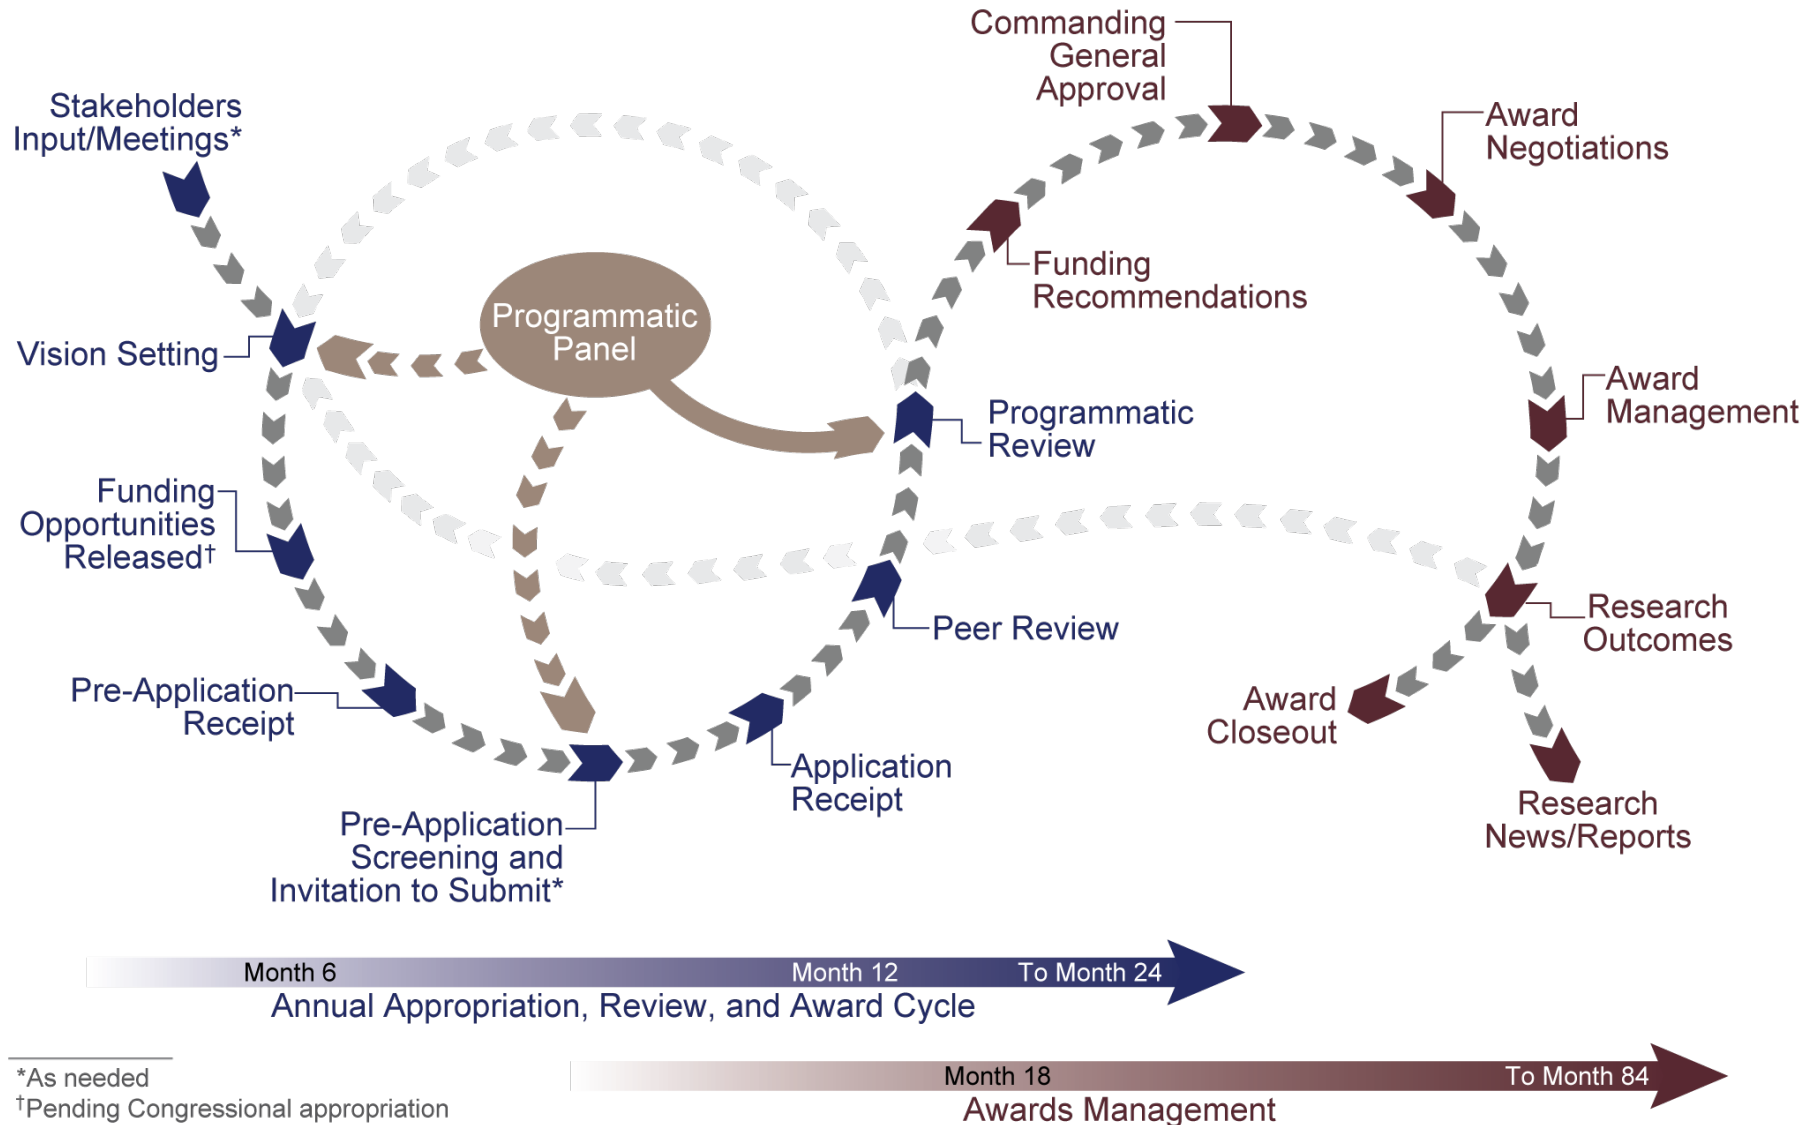 Commanding
General
Approval
Stakeholders
Input/Meetings*
Award
Negotiations
Funding
Recommendations
Programmatic
Panel
Vision Setting
Award
Management
Programmatic
Review
Funding
Opportunities
Released†
Research
Outcomes
Peer Review
Pre-Application
Receipt
Award
Closeout
Application
Receipt
Research
News/Reports
Pre-Application
Screening and
Invitation to Submit*
Month 6
Month 12
To Month 24
Annual Appropriation, Review, and Award Cycle
Month 18
To Month 84
Awards Management
*As needed
†Pending Congressional appropriation